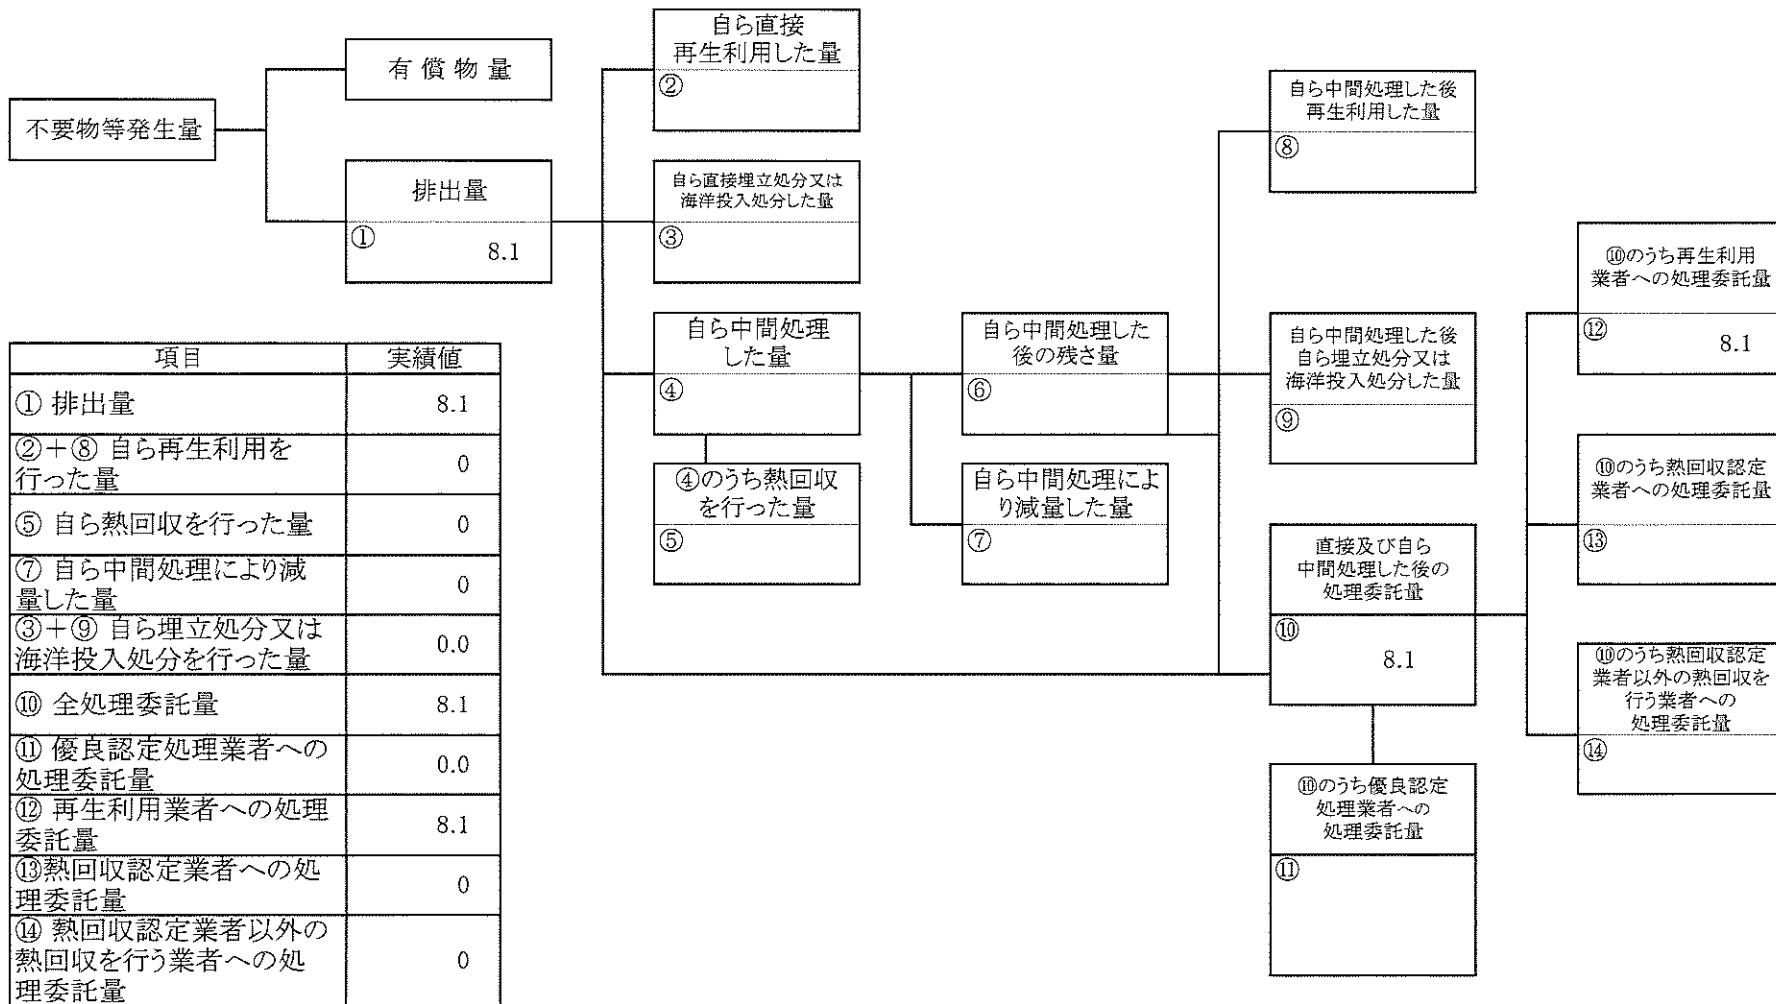 不要物等発生量
有償物量
排出量
①
8.1
自ら直接
再生利用した量
②
自ら直接埋立処分又は
海洋投入処分した量
③
自ら中間処理
した量
④
④のうち熱回収
を行った量
⑤
自ら中間処理した
後の残さ量
⑥
自ら中間処理によ
り減量した量
⑦
自ら中間処理した後
再生利用した量
⑧
自ら中間処理した後
自ら埋立処分又は
海洋投入処分した量
⑨
直接及び自ら
中間処理した後の
処理委託量
⑩
8.1
⑩のうち優良認定
処理業者への
処理委託量
⑪
⑩のうち再生利用
業者への処理委託量
⑫
8.1
⑩のうち熱回収認定
業者への処理委託量
⑬
⑩のうち熱回収認定
業者以外の熱回収を
行う業者への
処理委託量
⑭
項目 実績値
① 排出量 8.1
②+⑧ 自ら再生利用を
行った量 0
⑤ 自ら熱回収を行った量 0
⑦ 自ら中間処理により減
量した量 0
③+⑨ 自ら埋立処分又は
海洋投入処分を行った量 0.0
⑩ 全処理委託量 8.1
⑪ 優良認定処理業者への
処理委託量 0.0
⑫ 再生利用業者への処理
委託量 8.1
⑬熱回収認定業者への処
理委託量 0
⑭ 熱回収認定業者以外の
熱回収を行う業者への処
理委託量 0